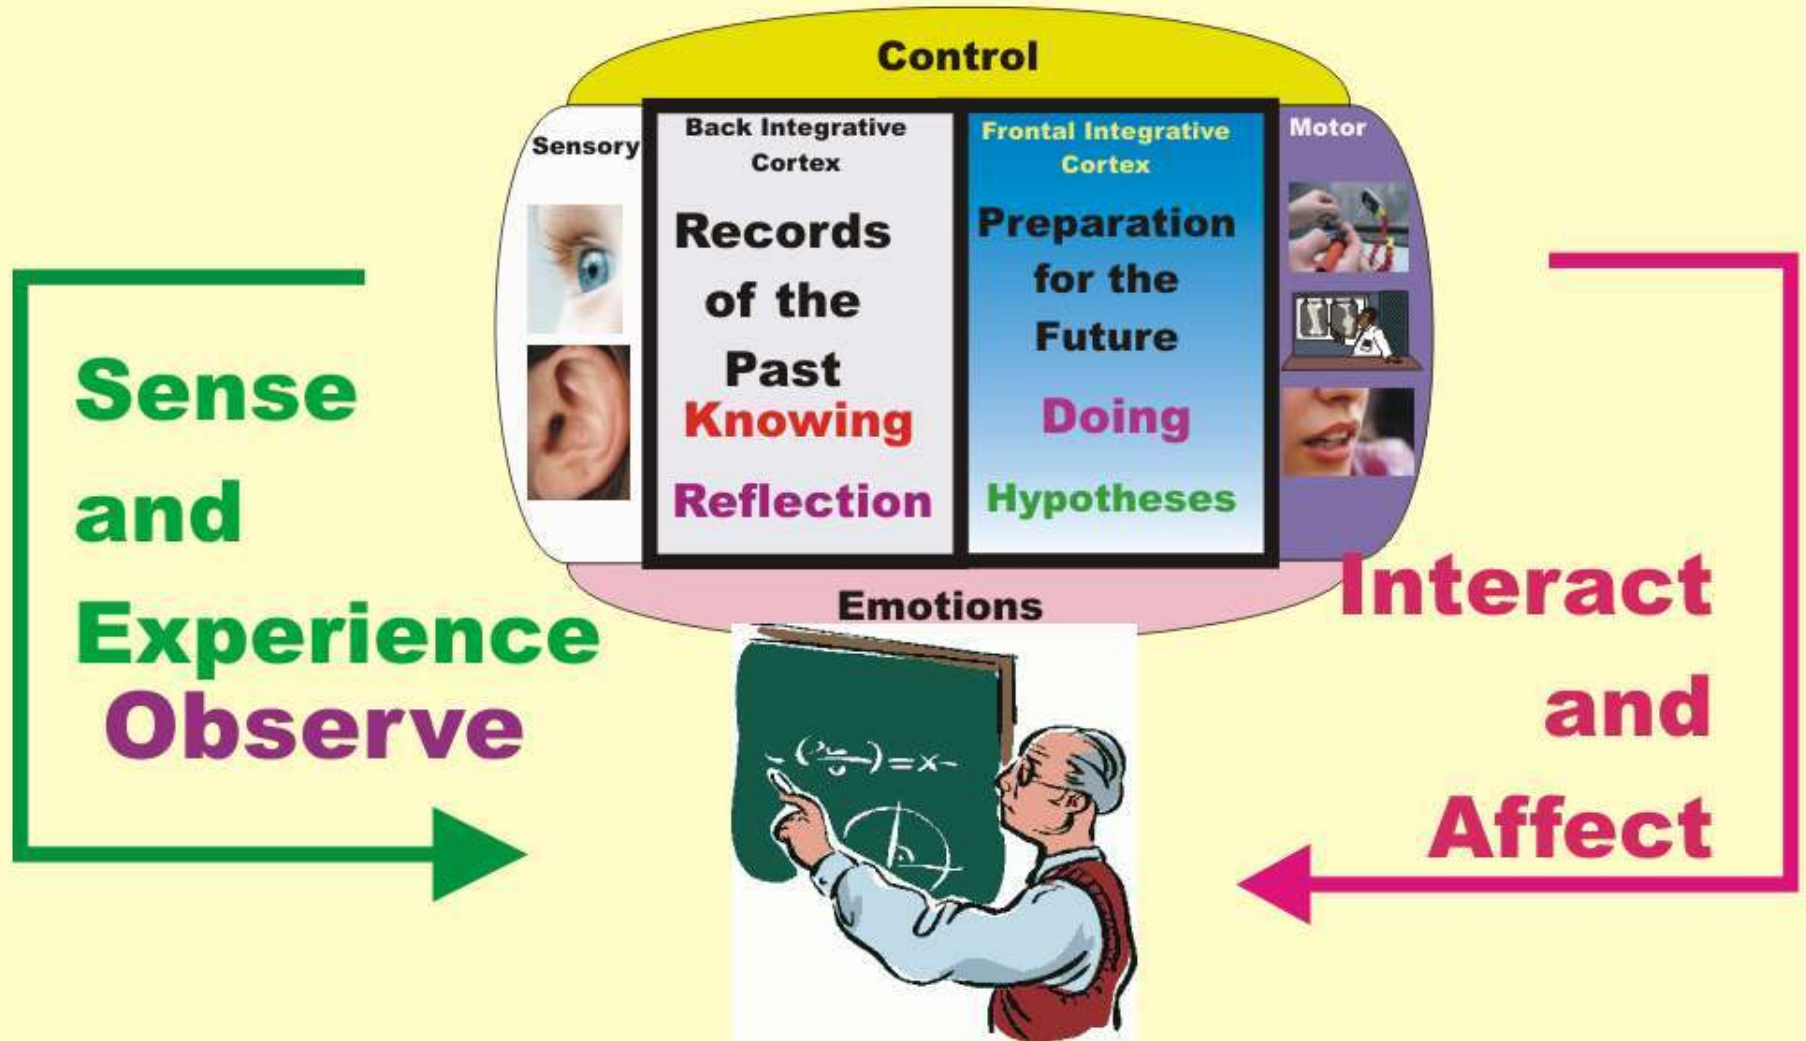 Control
Sensory
Back Integrative
Cortex
Records
of the
Past
Knowing
Reflection
Frontal Integrative
Cortex
Preparation
for the
Future
Doing
Hypotheses
Motor
Emotions
Sense
and
Experience
Observe
Interact
and
Affect